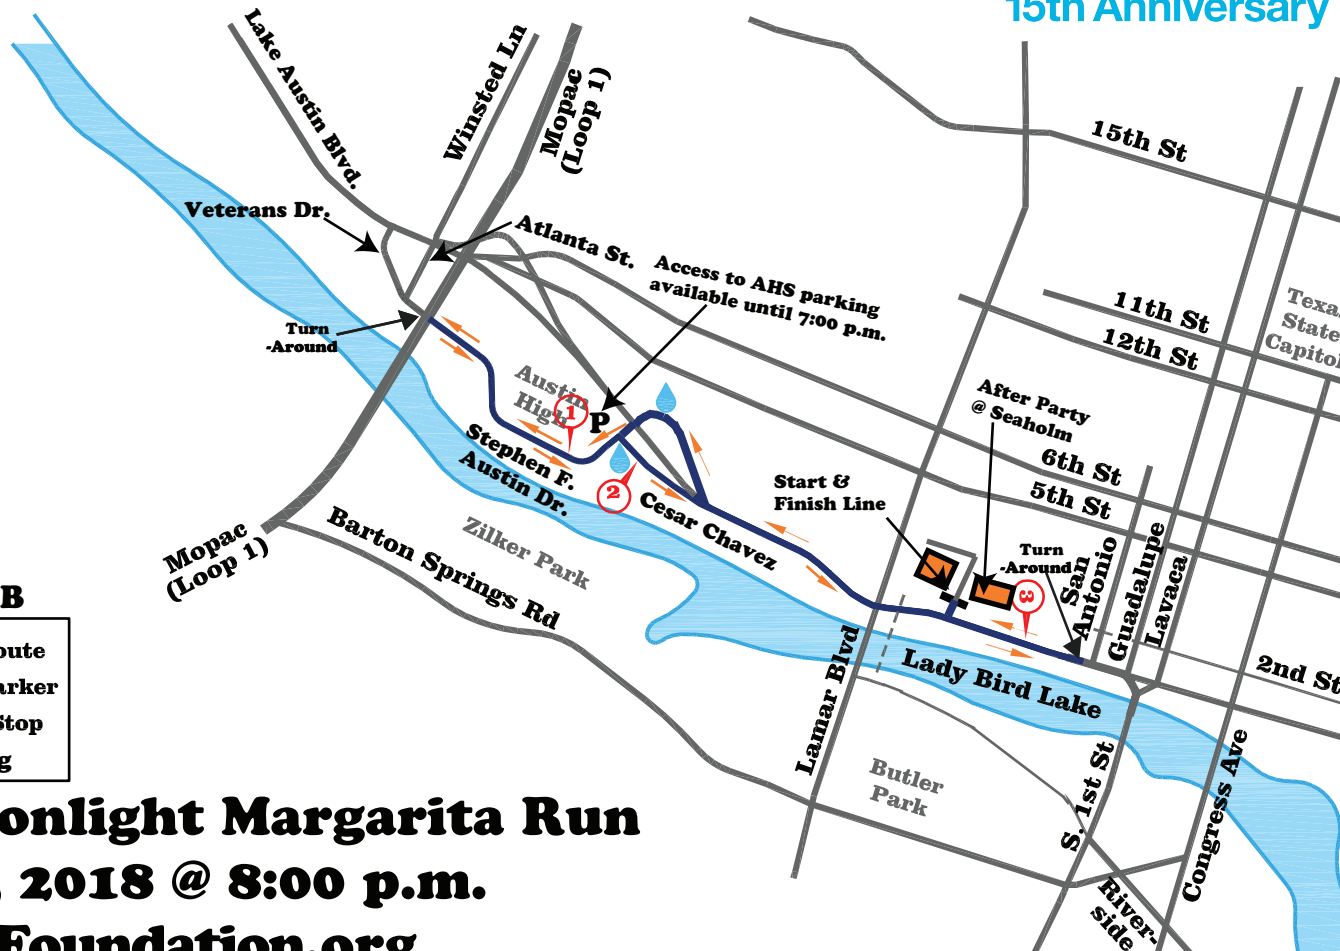 15th Anniversary
Lake Austin Blvd.
Winsted Ln
Mopac
(Loop 1)
15th St
Veterans Dr.
Atlanta St.
Access to AHS parking
available until 7:00 p.m.
11th St
12th St
Texa
State
Capitol
Turn
-Around
Austin
High
1
P
After Party
@ Seaholm
6th St
5th St
Stephen F.
Austin Dr.
2
Cesar Chavez
Start &
Finish Line
Turn
-Around
3
San
Antonio
Guadalupe
Lavaca
Mopac
(Loop 1)
Barton Springs Rd
Zilker Park
Lamar Blvd
Lady Bird Lake
2nd St
B
oute
arker
Stop
g
Butler
Park
S. 1st St
Congress Ave
River-
side
onlight Margarita Run
, 2018 @ 8:00 p.m.
Foundation.org